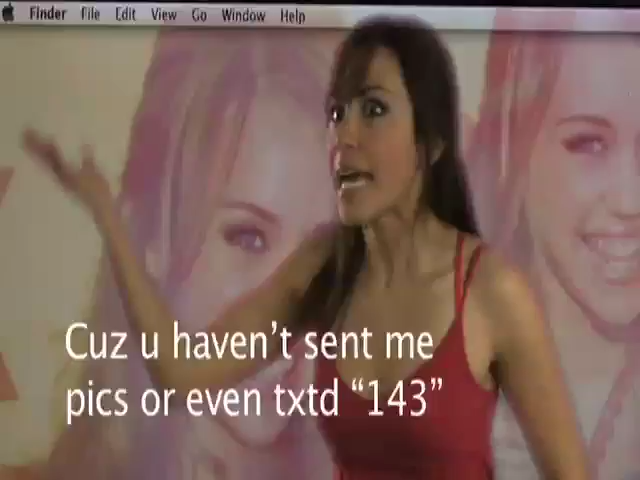 Finder File Edit View Go Window Help
Cuz u haven't sent me
pics or even txtd "143"